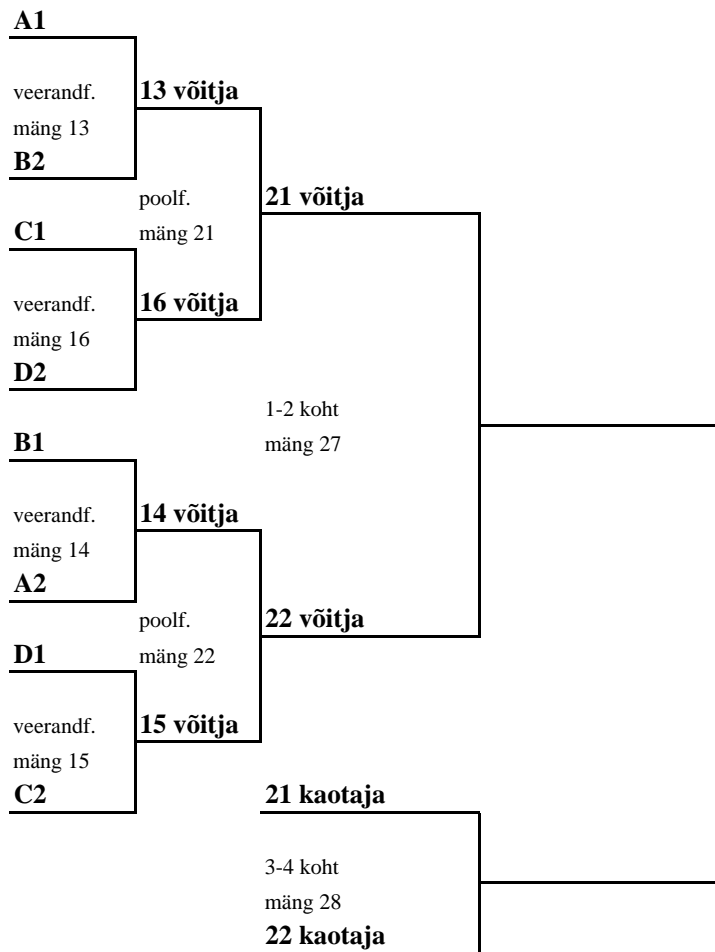 A1
veerandf.
mäng 13
13 võitja
B2
poolf.
mäng 21
21 võitja
C1
veerandf.
mäng 16
16 võitja
D2
1-2 koht
mäng 27
B1
veerandf.
mäng 14
14 võitja
A2
poolf.
mäng 22
22 võitja
D1
veerandf.
mäng 15
15 võitja
C2
21 kaotaja
3-4 koht
mäng 28
22 kaotaja